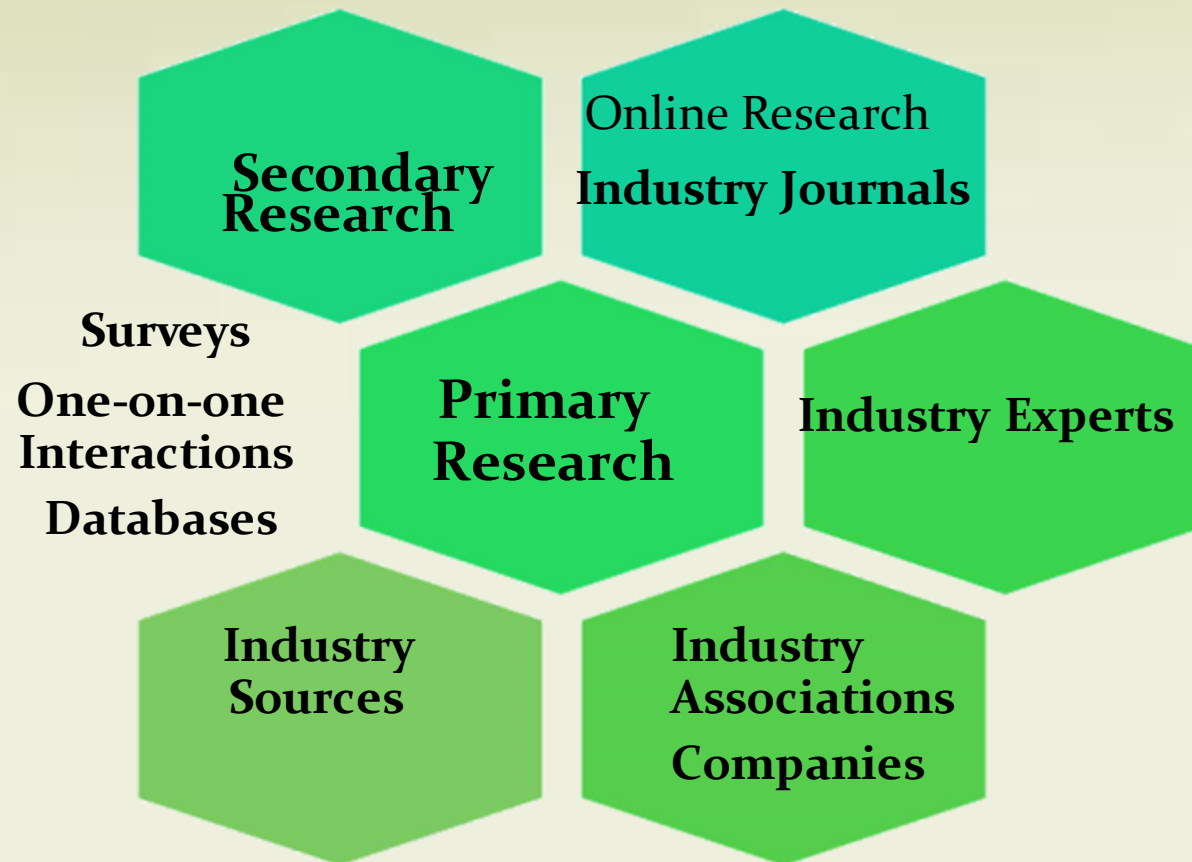 Secondary
Research
Online Research
Industry Journals
Surveys
One-on-one
Interactions
Databases
Primary
Research
Industry Experts
Industry
Sources
Industry
Associations
Companies